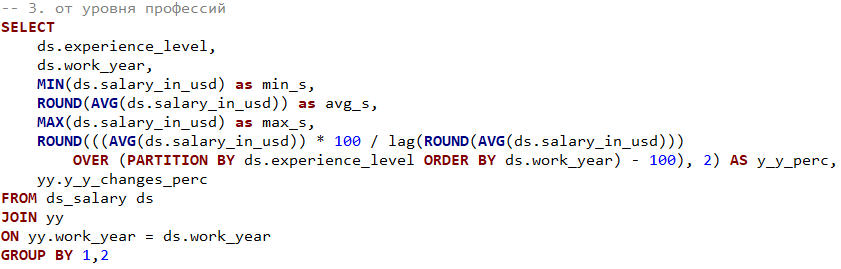 -- 3. от уровня профессий
SELECT
    ds.experience_level,
    ds.work_year,
    MIN(ds.salary_in_usd) as min_s,
    ROUND(AVG(ds.salary_in_usd)) as avg_s,
    MAX(ds.salary_in_usd) as max_s,
    ROUND(((AVG(ds.salary_in_usd)) * 100 / lag(ROUND(AVG(ds.salary_in_usd)))
        OVER (PARTITION BY ds.experience_level ORDER BY ds.work_year) - 100), 2) AS y_y_perc,
    yy.y_y_changes_perc
FROM ds_salary ds
JOIN yy
ON yy.work_year = ds.work_year
GROUP BY 1,2